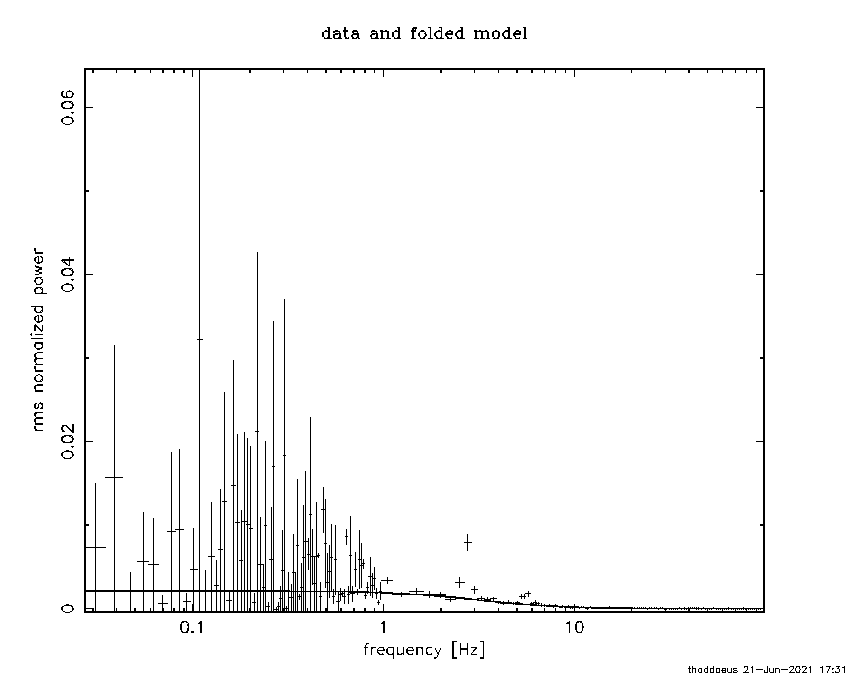 data and folded model
rms normalized power
0.06
0.04
0.02
0
0.1 1 10
frequency [Hz]
thaddaeus 21-Jun-2021 17:31